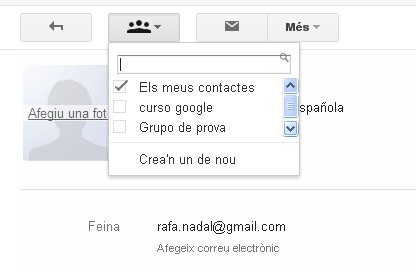 Més
Els meus contactes
curso google
Grupo de prova
Crea'n un de nou
Afegiu una fot
spañola
Feina rafa.nadal@gmail.com
Afegeix correu electrònic